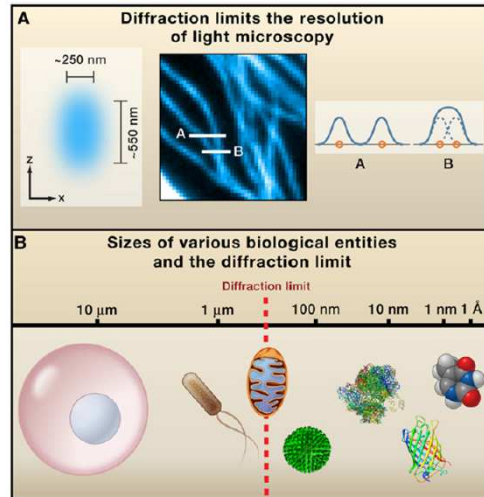 A
Diffraction limits the resolution
of light microscopy
~250 nm
~550 nm
z
x
A
B
A
B
B
Sizes of various biological entities
and the diffraction limit
Diffraction limit
10 μm
1 μm
100 nm
10 nm
1 nm
1 Å